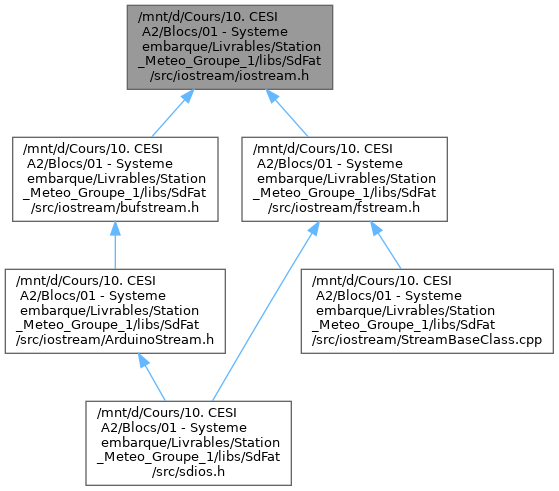 /mnt/d/Cours/10. CESI
A2/Blocs/01 - Systeme
embarque/Livrables/Station
_Meteo_Groupe_1/libs/SdFat
/src/iostream/iostream.h
/mnt/d/Cours/10. CESI
A2/Blocs/01 - Systeme
embarque/Livrables/Station
_Meteo_Groupe_1/libs/SdFat
/src/iostream/bufstream.h
/mnt/d/Cours/10. CESI
A2/Blocs/01 - Systeme
embarque/Livrables/Station
_Meteo_Groupe_1/libs/SdFat
/src/iostream/fstream.h
/mnt/d/Cours/10. CESI
A2/Blocs/01 - Systeme
embarque/Livrables/Station
_Meteo_Groupe_1/libs/SdFat
/src/iostream/ArduinoStream.h
/mnt/d/Cours/10. CESI
A2/Blocs/01 - Systeme
embarque/Livrables/Station
_Meteo_Groupe_1/libs/SdFat
/src/iostream/StreamBaseClass.cpp
/mnt/d/Cours/10. CESI
A2/Blocs/01 - Systeme
embarque/Livrables/Station
_Meteo_Groupe_1/libs/SdFat
/src/sdios.h